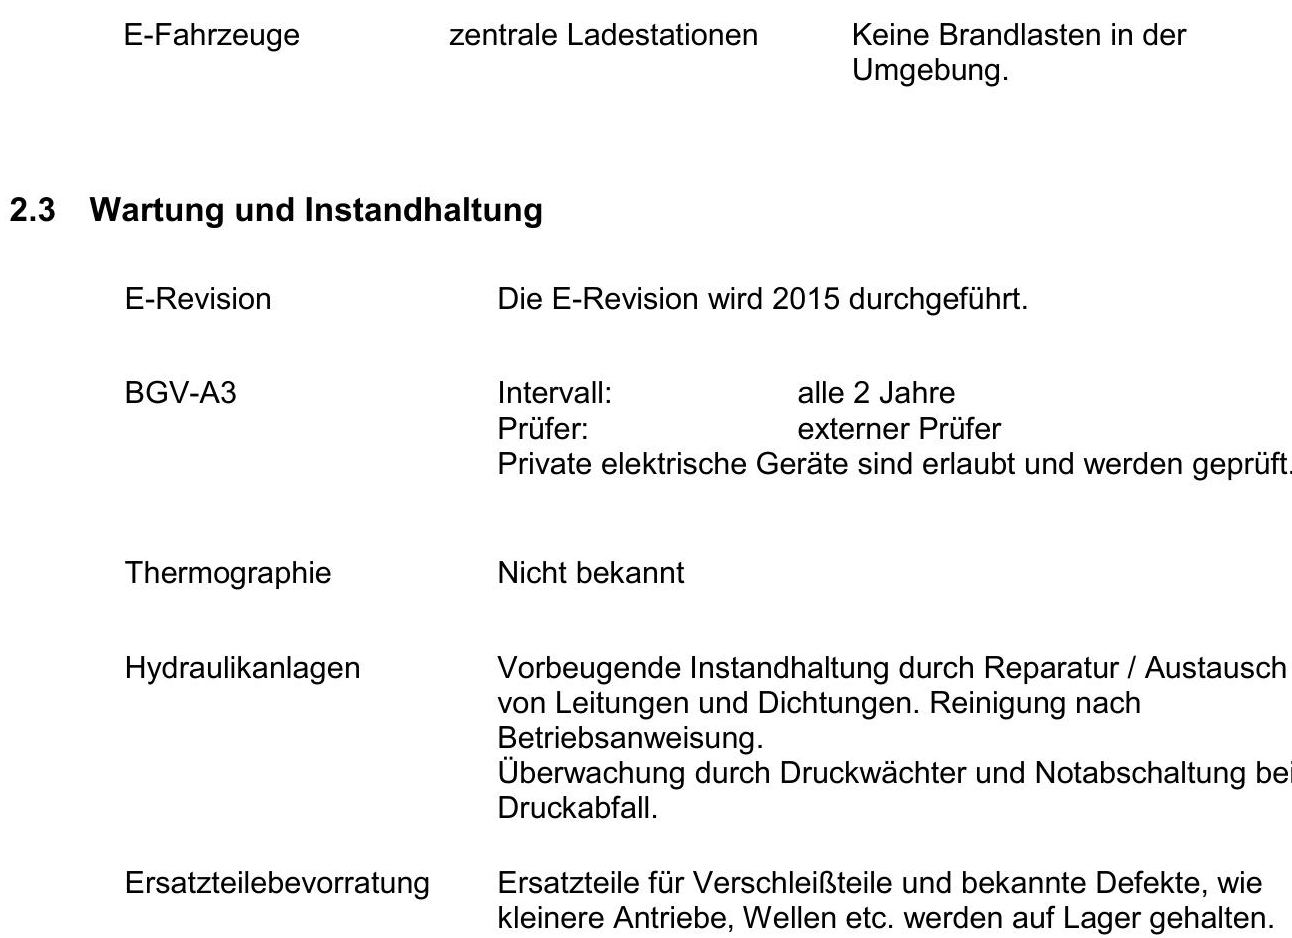 E-Fahrzeuge zentrale Ladestationen Keine Brandlasten in der
Umgebung.
2.3 Wartung und Instandhaltung
E-Revision Die E-Revision wird 2015 durchgeführt.
BGV-A3 Intervall: alle 2 Jahre
Prüfer: externer Prüfer
Private elektrische Geräte sind erlaubt und werden geprüft.
Thermographie Nicht bekannt
Hydraulikanlagen Vorbeugende Instandhaltung durch Reparatur / Austausch
von Leitungen und Dichtungen. Reinigung nach
Betriebsanweisung.
Überwachung durch Druckwächter und Notabschaltung bei
Druckabfall.
Ersatzteilebevorratung Ersatzteile für Verschleißteile und bekannte Defekte, wie
kleinere Antriebe, Wellen etc. werden auf Lager gehalten.